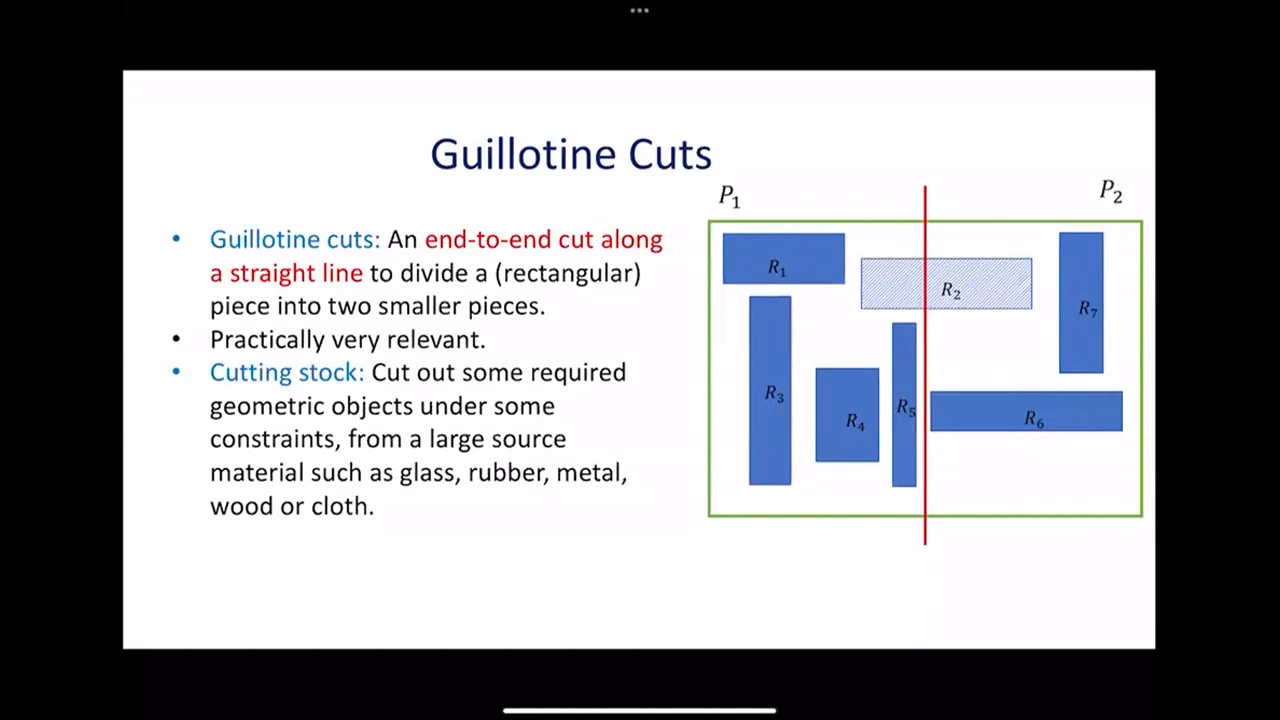 Guillotine Cuts
• Guillotine cuts: An end-to-end cut along
a straight line to divide a (rectangular)
piece into two smaller pieces.
• Practically very relevant.
• Cutting stock: Cut out some required
geometric objects under some
constraints, from a large source
material such as glass, rubber, metal,
wood or cloth.
P₁
P₂
R₁
R₂
R₇
R₃
R₄
R₅
R₆